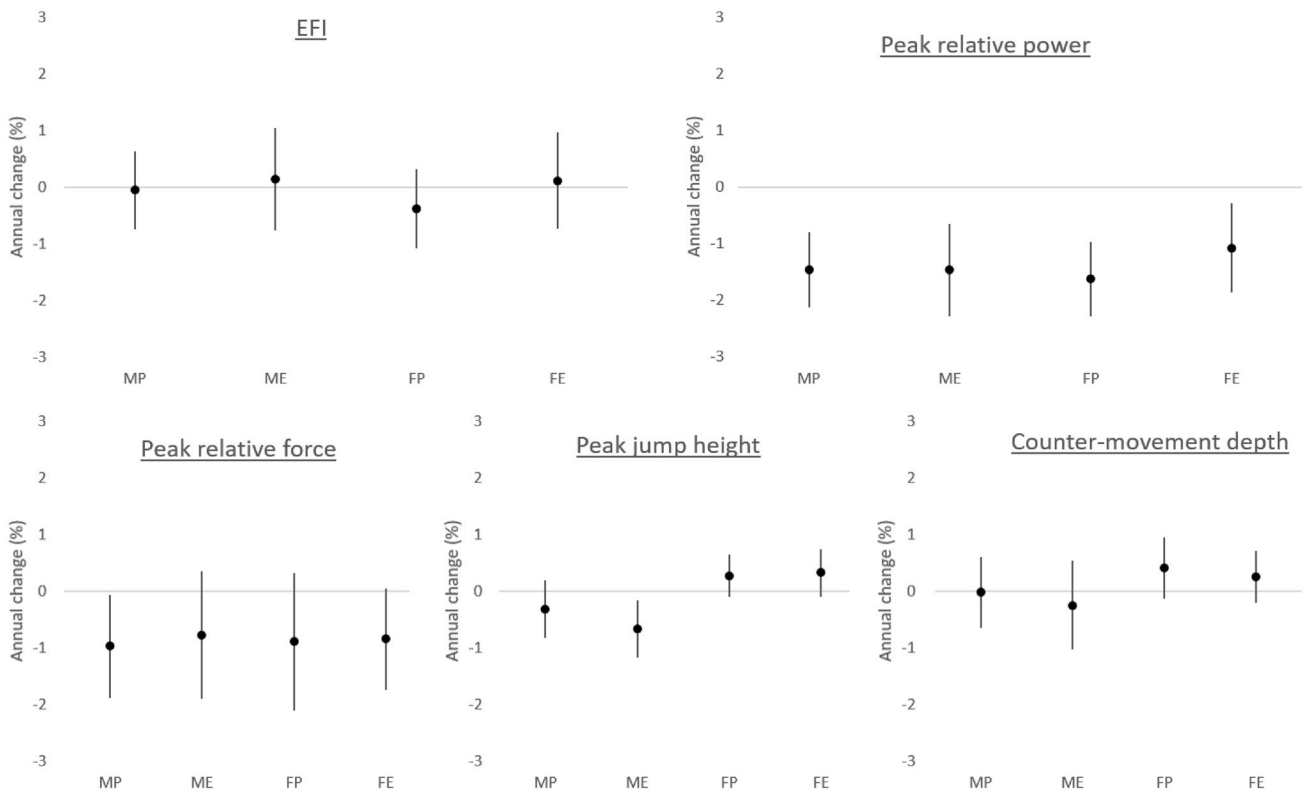 EFI
Annual change (%)
3
2
1
0
-1
-2
-3
MP ME FP FE
Peak relative power
Annual change (%)
3
2
1
0
-1
-2
-3
MP ME FP FE
Peak relative force
Annual change (%)
3
2
1
0
-1
-2
-3
MP ME FP FE
Peak jump height
Annual change (%)
3
2
1
0
-1
-2
-3
MP ME FP FE
Counter-movement depth
Annual change (%)
3
2
1
0
-1
-2
-3
MP ME FP FE